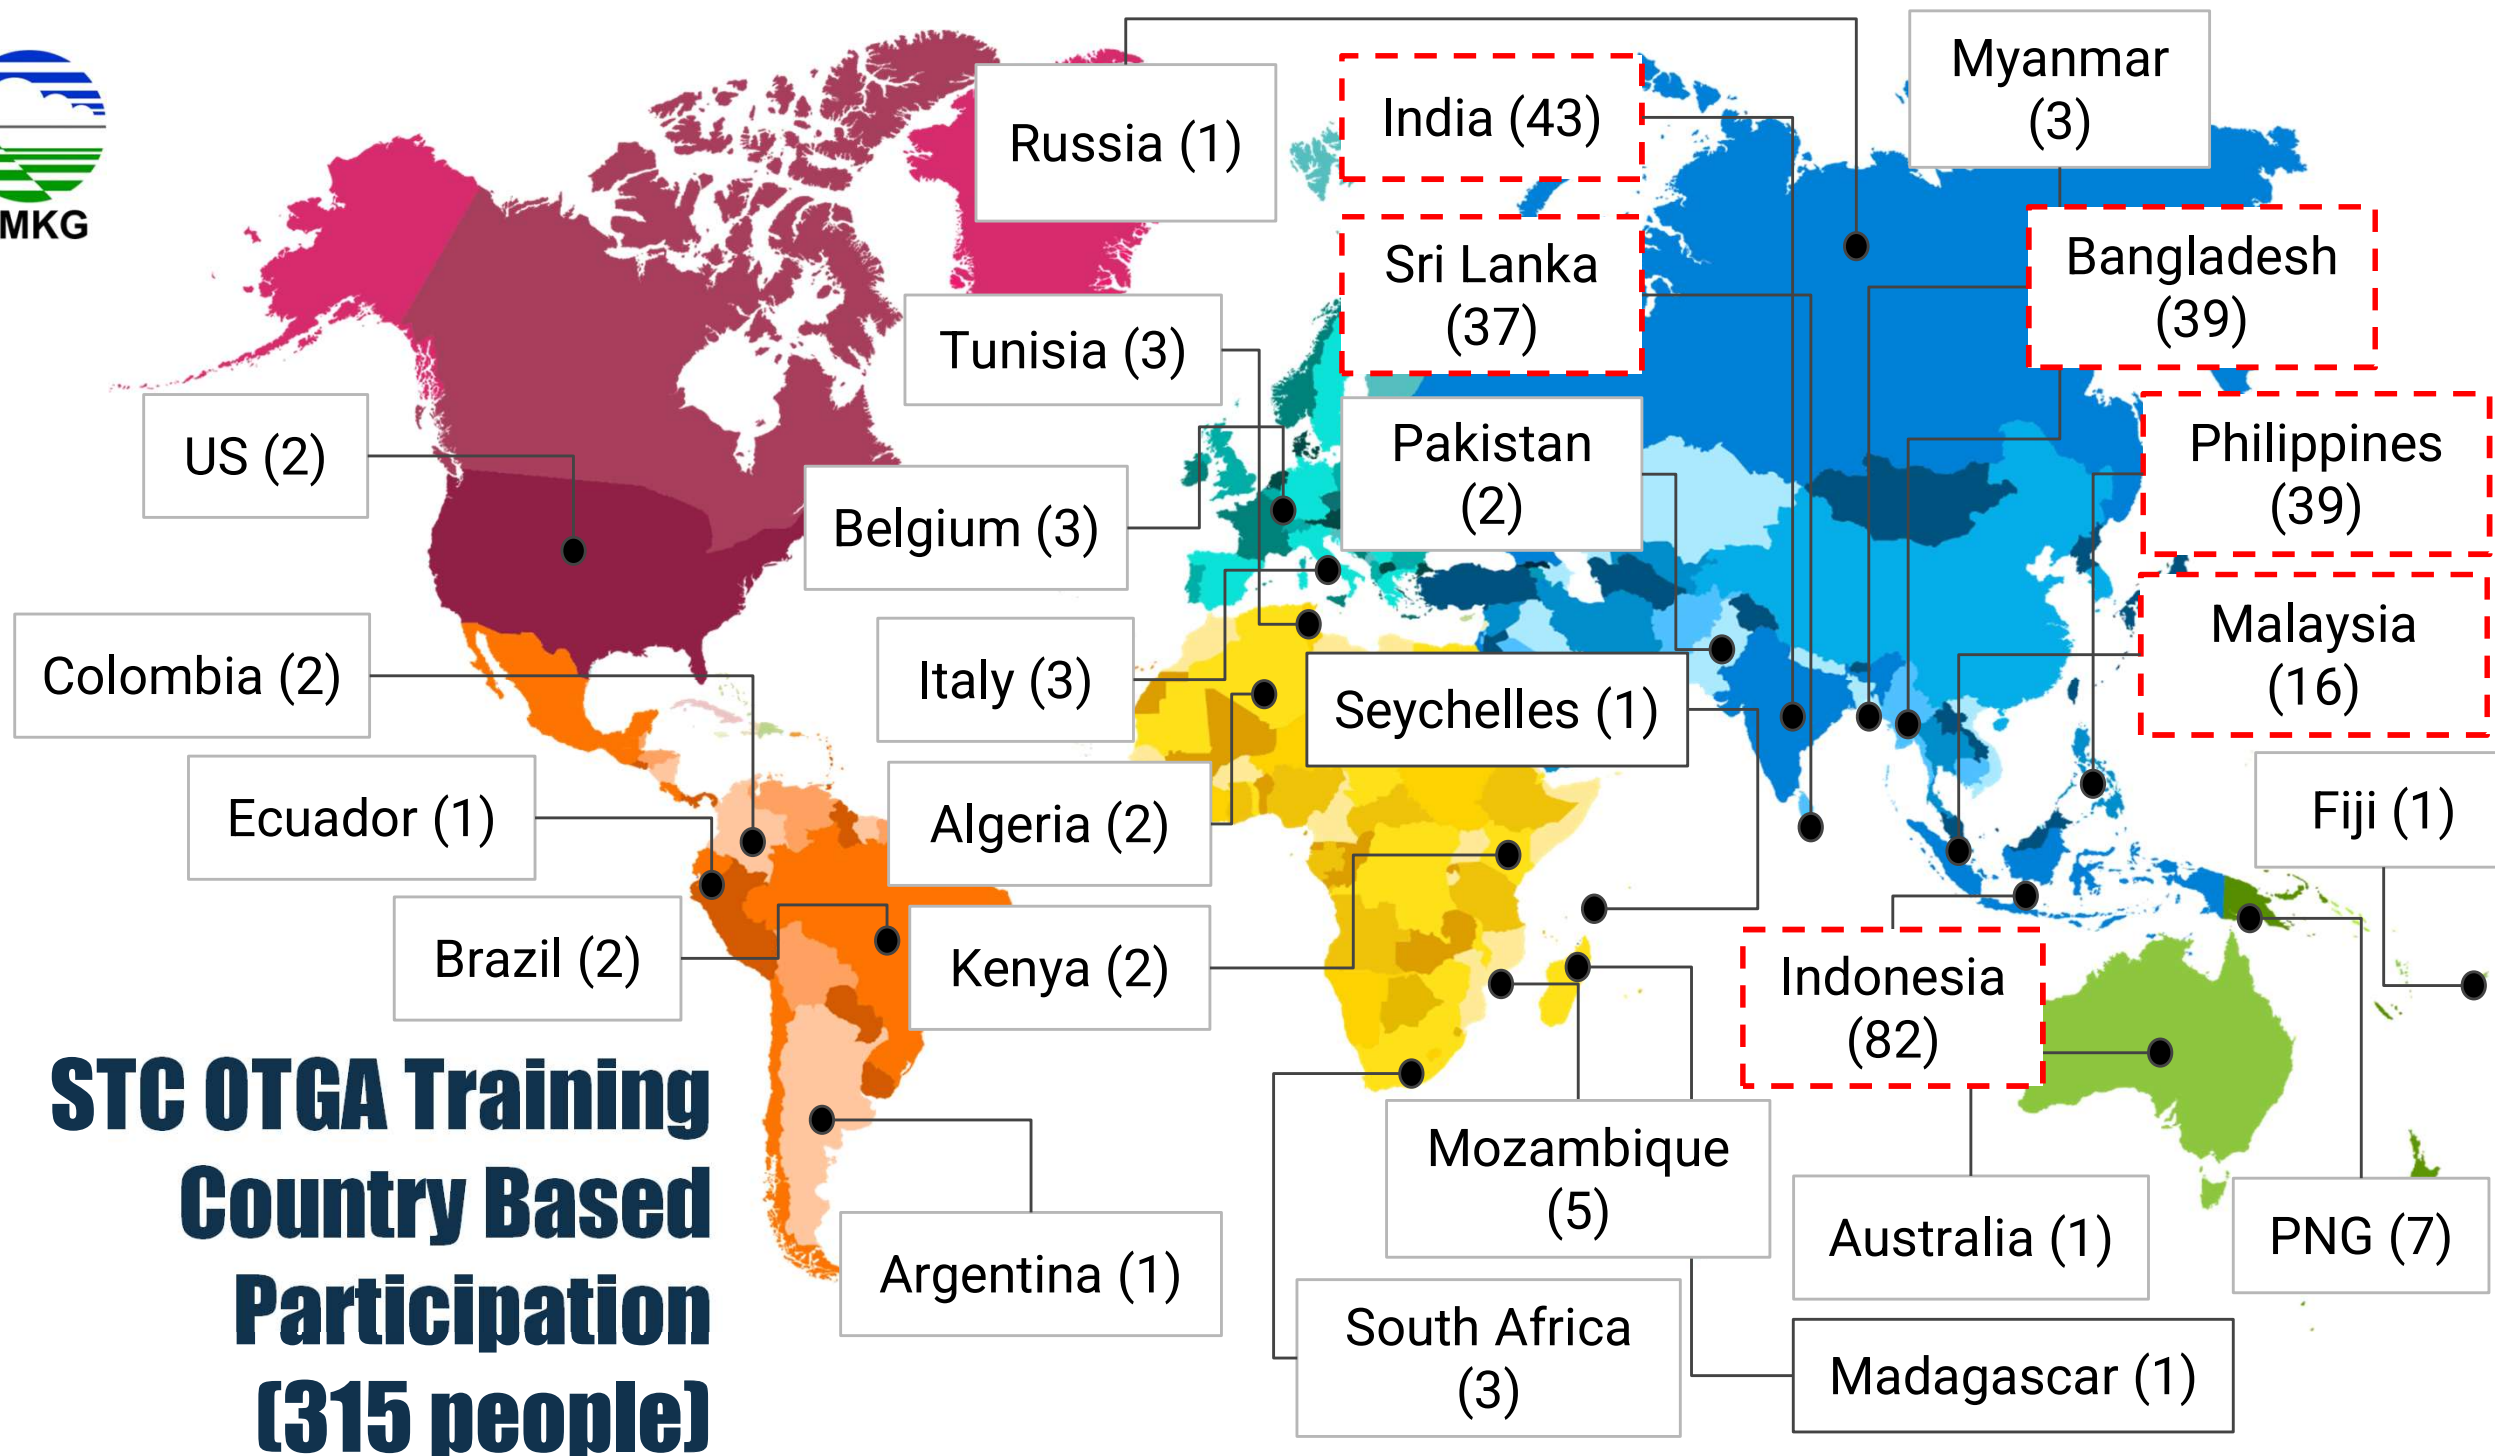 MKG
Russia (1)
India (43)
Myanmar
(3)
Sri Lanka
(37)
Bangladesh
(39)
Tunisia (3)
US (2)
Pakistan
(2)
Philippines
(39)
Belgium (3)
Malaysia
(16)
Colombia (2)
Italy (3)
Seychelles (1)
Ecuador (1)
Algeria (2)
Fiji (1)
Brazil (2)
Kenya (2)
Indonesia
(82)
STC OTGA Training
Country Based
Participation
(315 people)
Mozambique
(5)
Argentina (1)
Australia (1)
PNG (7)
South Africa
(3)
Madagascar (1)